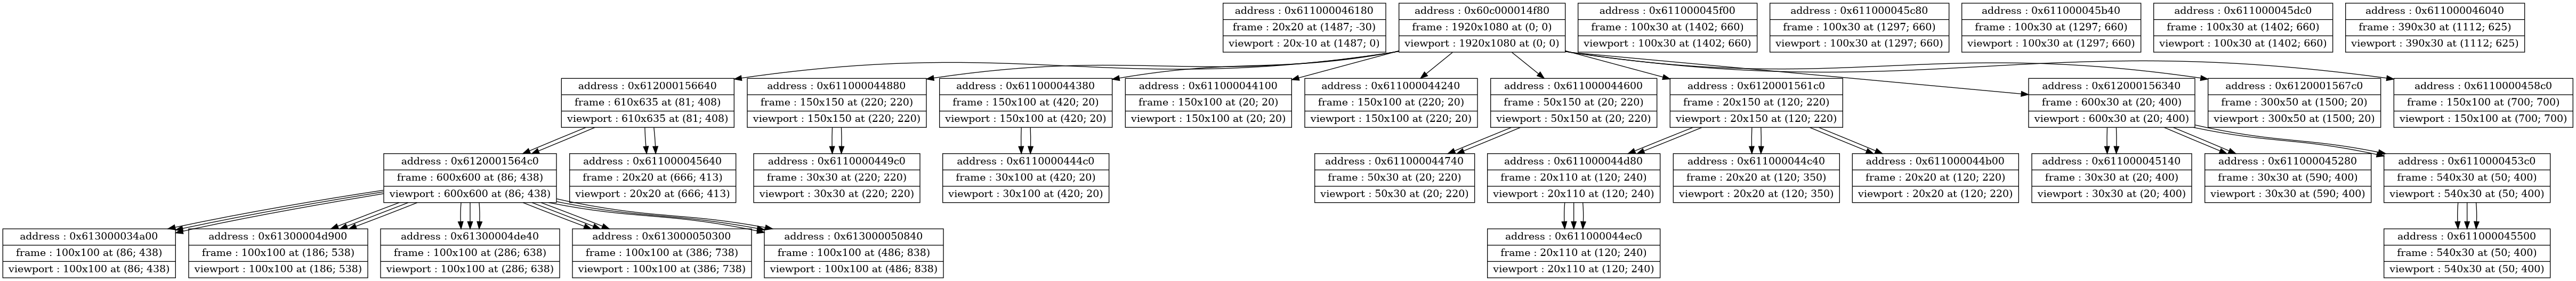 address : 0x611000046180
frame : 20x20 at (1487; -30)
viewport : 20x-10 at (1487; 0)
address : 0x60c000014f80
frame : 1920x1080 at (0; 0)
viewport : 1920x1080 at (0; 0)
address : 0x611000045f00
frame : 100x30 at (1402; 660)
viewport : 100x30 at (1402; 660)
address : 0x611000045c80
frame : 100x30 at (1297; 660)
viewport : 100x30 at (1297; 660)
address : 0x611000045b40
frame : 100x30 at (1297; 660)
viewport : 100x30 at (1297; 660)
address : 0x611000045dc0
frame : 100x30 at (1402; 660)
viewport : 100x30 at (1402; 660)
address : 0x611000046040
frame : 390x30 at (1112; 625)
viewport : 390x30 at (1112; 625)
address : 0x612000156640
frame : 610x635 at (81; 408)
viewport : 610x635 at (81; 408)
address : 0x611000044880
frame : 150x150 at (220; 220)
viewport : 150x150 at (220; 220)
address : 0x611000044380
frame : 150x100 at (420; 20)
viewport : 150x100 at (420; 20)
address : 0x611000044100
frame : 150x100 at (20; 20)
viewport : 150x100 at (20; 20)
address : 0x611000044240
frame : 150x100 at (220; 20)
viewport : 150x100 at (220; 20)
address : 0x611000044600
frame : 50x150 at (20; 220)
viewport : 50x150 at (20; 220)
address : 0x6120001561c0
frame : 20x150 at (120; 220)
viewport : 20x150 at (120; 220)
address : 0x612000156340
frame : 600x30 at (20; 400)
viewport : 600x30 at (20; 400)
address : 0x6120001567c0
frame : 300x50 at (1500; 20)
viewport : 300x50 at (1500; 20)
address : 0x6110000458c0
frame : 150x100 at (700; 700)
viewport : 150x100 at (700; 700)
address : 0x6120001564c0
frame : 600x600 at (86; 438)
viewport : 600x600 at (86; 438)
address : 0x611000045640
frame : 20x20 at (666; 413)
viewport : 20x20 at (666; 413)
address : 0x6110000449c0
frame : 30x30 at (220; 220)
viewport : 30x30 at (220; 220)
address : 0x6110000444c0
frame : 30x100 at (420; 20)
viewport : 30x100 at (420; 20)
address : 0x611000044740
frame : 50x30 at (20; 220)
viewport : 50x30 at (20; 220)
address : 0x611000044d80
frame : 20x110 at (120; 240)
viewport : 20x110 at (120; 240)
address : 0x611000044c40
frame : 20x20 at (120; 350)
viewport : 20x20 at (120; 350)
address : 0x611000044b00
frame : 20x20 at (120; 220)
viewport : 20x20 at (120; 220)
address : 0x611000045140
frame : 30x30 at (20; 400)
viewport : 30x30 at (20; 400)
address : 0x611000045280
frame : 30x30 at (590; 400)
viewport : 30x30 at (590; 400)
address : 0x6110000453c0
frame : 540x30 at (50; 400)
viewport : 540x30 at (50; 400)
address : 0x613000034a00
frame : 100x100 at (86; 438)
viewport : 100x100 at (86; 438)
address : 0x61300004d900
frame : 100x100 at (186; 538)
viewport : 100x100 at (186; 538)
address : 0x61300004de40
frame : 100x100 at (286; 638)
viewport : 100x100 at (286; 638)
address : 0x613000050300
frame : 100x100 at (386; 738)
viewport : 100x100 at (386; 738)
address : 0x613000050840
frame : 100x100 at (486; 838)
viewport : 100x100 at (486; 838)
address : 0x611000044ec0
frame : 20x110 at (120; 240)
viewport : 20x110 at (120; 240)
address : 0x611000045500
frame : 540x30 at (50; 400)
viewport : 540x30 at (50; 400)